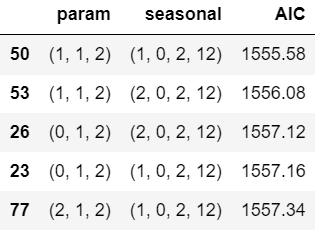 param seasonal AIC
50 (1, 1, 2) (1, 0, 2, 12) 1555.58
53 (1, 1, 2) (2, 0, 2, 12) 1556.08
26 (0, 1, 2) (2, 0, 2, 12) 1557.12
23 (0, 1, 2) (1, 0, 2, 12) 1557.16
77 (2, 1, 2) (1, 0, 2, 12) 1557.34